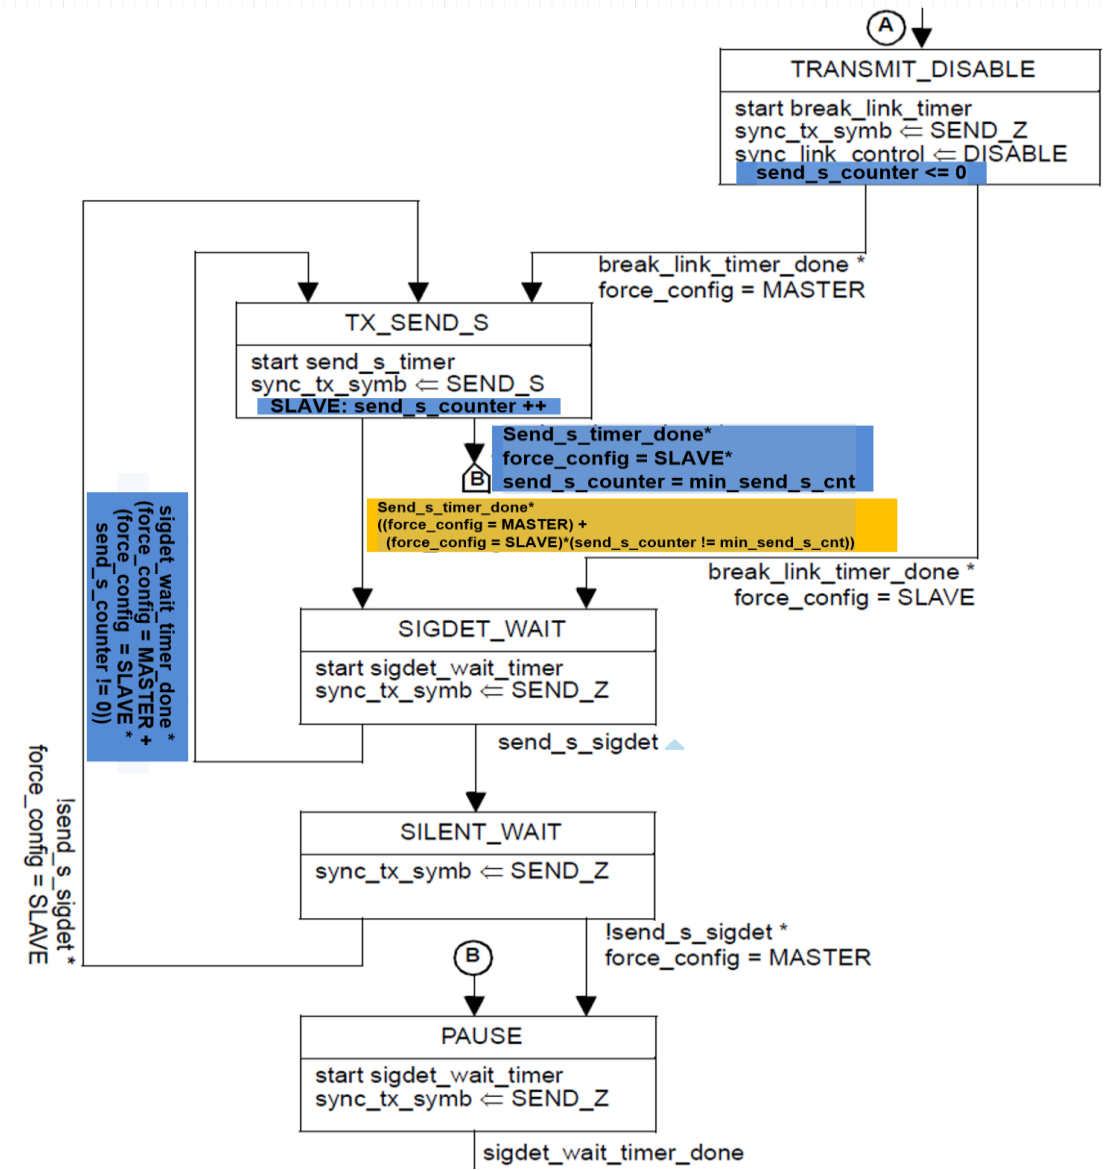 A
TRANSMIT_DISABLE
start break_link_timer
sync_tx_symb ⇐ SEND_Z
sync_link_control ⇐ DISABLE
send_s_counter <= 0
break_link_timer_done *
force_config = MASTER
TX_SEND_S
start send_s_timer
sync_tx_symb ⇐ SEND_S
SLAVE: send_s_counter ++
Send_s_timer_done*
force_config = SLAVE*
send_s_counter = min_send_s_cnt
B
Send_s_timer_done*
((force_config = MASTER) +
(force_config = SLAVE)*(send_s_counter != min_send_s_cnt))
break_link_timer_done *
force_config = SLAVE
sigdet_wait_timer_done *
(force_config = MASTER +
(force_config = SLAVE *
send_s_counter != 0))
SIGDET_WAIT
start sigdet_wait_timer
sync_tx_symb ⇐ SEND_Z
send_s_sigdet
!send_s_sigdet *
force_config = SLAVE
SILENT_WAIT
sync_tx_symb ⇐ SEND_Z
!send_s_sigdet *
force_config = MASTER
B
PAUSE
start sigdet_wait_timer
sync_tx_symb ⇐ SEND_Z
sigdet_wait_timer_done